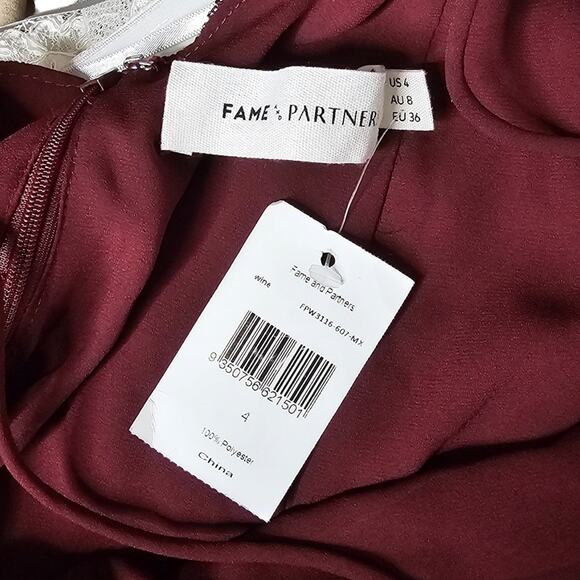 FAME & PARTNER
US 4
AU 8
EU 36
Fame and Partners
wine
FPW3116-607-MX
9 350756 621501
4
100% Polyester
China